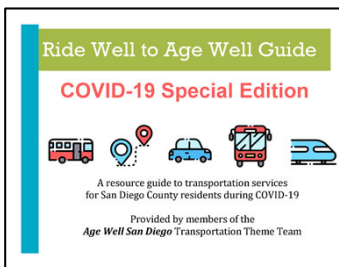 Ride Well to Age Well Guide
COVID-19 Special Edition
A resource guide to transportation services
for San Diego County residents during COVID-19
Provided by members of the
Age Well San Diego Transportation Theme Team